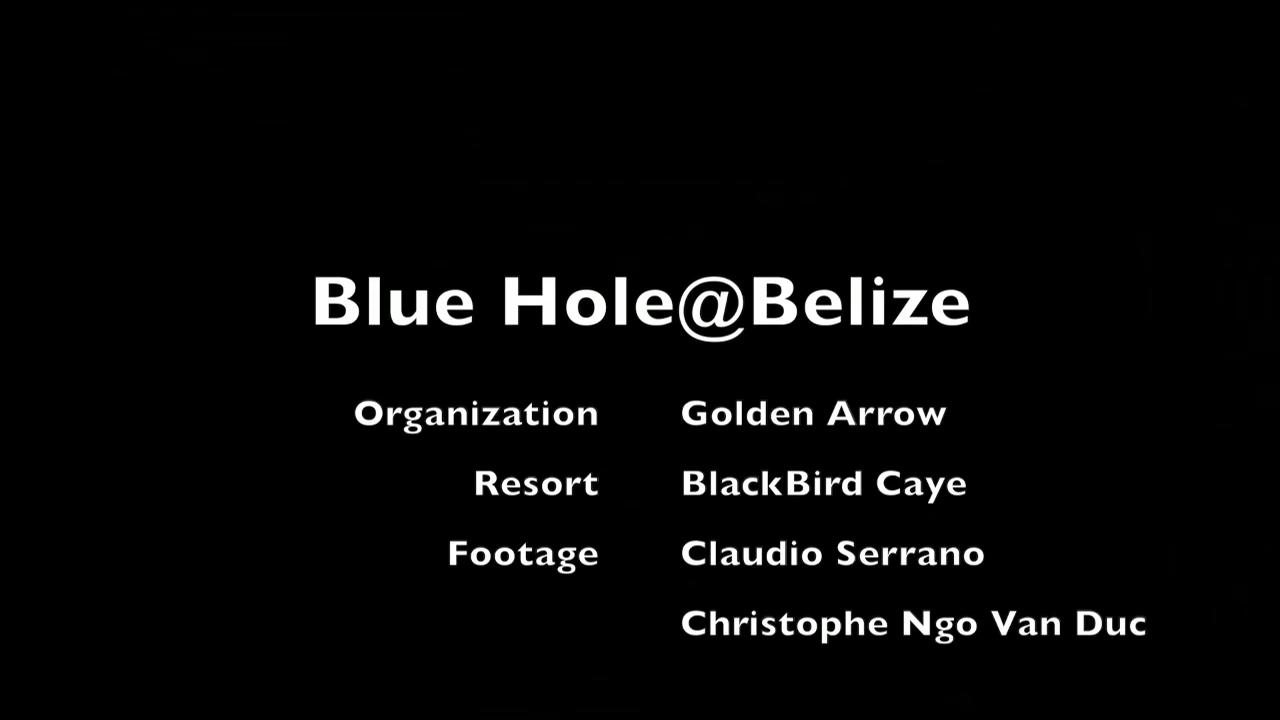 Blue Hole@Belize
Organization Golden Arrow
Resort BlackBird Caye
Footage Claudio Serrano
Christophe Ngo Van Duc